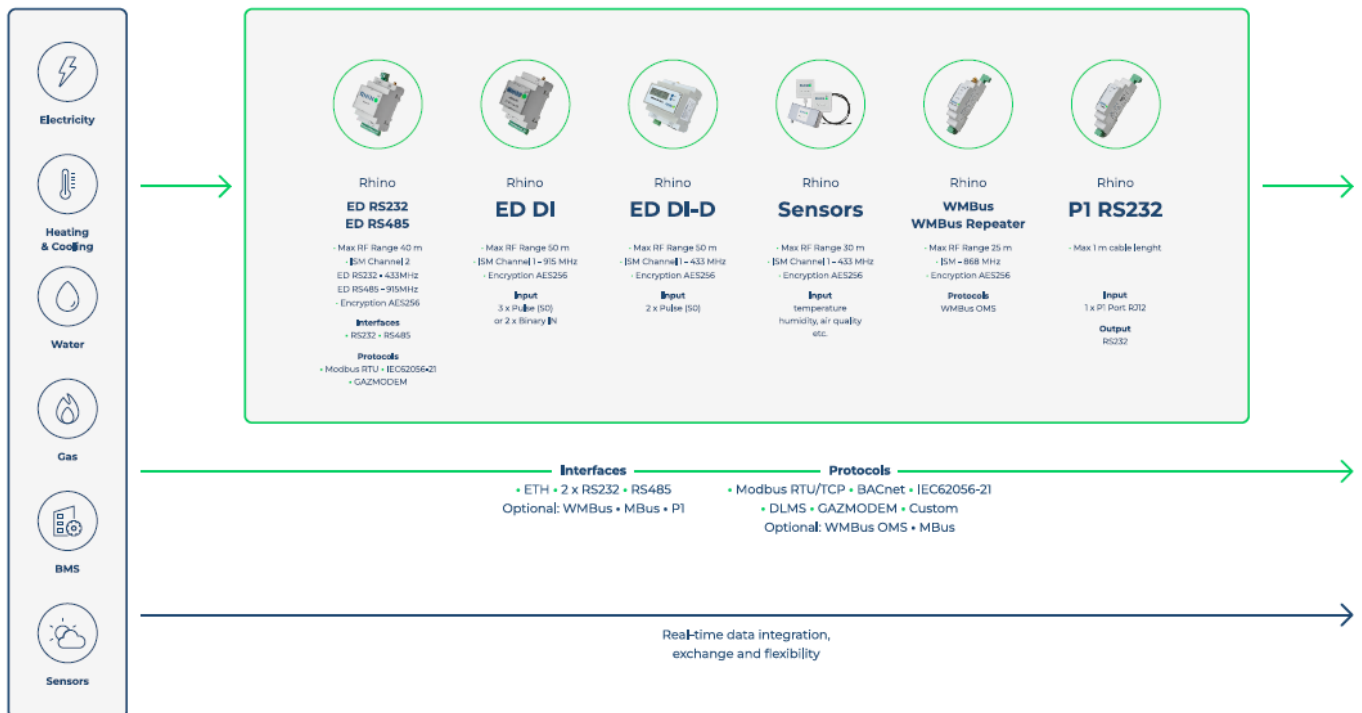 Electricity
Heating
& Cooling
Water
Gas
BMS
Sensors
Rhino
ED RS232
ED RS485
• Max RF Range 40 m
• ISM Channel 2
ED RS232 • 433MHz
ED RS485 – 915MHz
• Encryption AES256
Interfaces
• RS232 • RS485
Protocols
• Modbus RTU • IEC62056-21
• GAZMODEM
Rhino
ED DI
• Max RF Range 50 m
• ISM Channel 1 – 915 MHz
• Encryption AES256
Input
3 x Pulse (S0)
or 2 x Binary IN
Rhino
ED DI-D
• Max RF Range 50 m
• ISM Channel 1 – 433 MHz
• Encryption AES256
Input
2 x Pulse (S0)
Rhino
Sensors
• Max RF Range 30 m
• ISM Channel 1 – 433 MHz
• Encryption AES256
Input
temperature
humidity, air quality
etc.
Rhino
WMBus
WMBus Repeater
• Max RF Range 25 m
• ISM – 868 MHz
• Encryption AES256
Protocols
WMBus OMS
Rhino
P1 RS232
• Max 1 m cable lenght
Input
1 x P1 Port RJ12
Output
RS232
Interfaces
• ETH • 2 x RS232 • RS485
Optional: WMBus • MBus • P1
Protocols
• Modbus RTU/TCP • BACnet • IEC62056-21
• DLMS • GAZMODEM • Custom
Optional: WMBus OMS • MBus
Real-time data integration,
exchange and flexibility